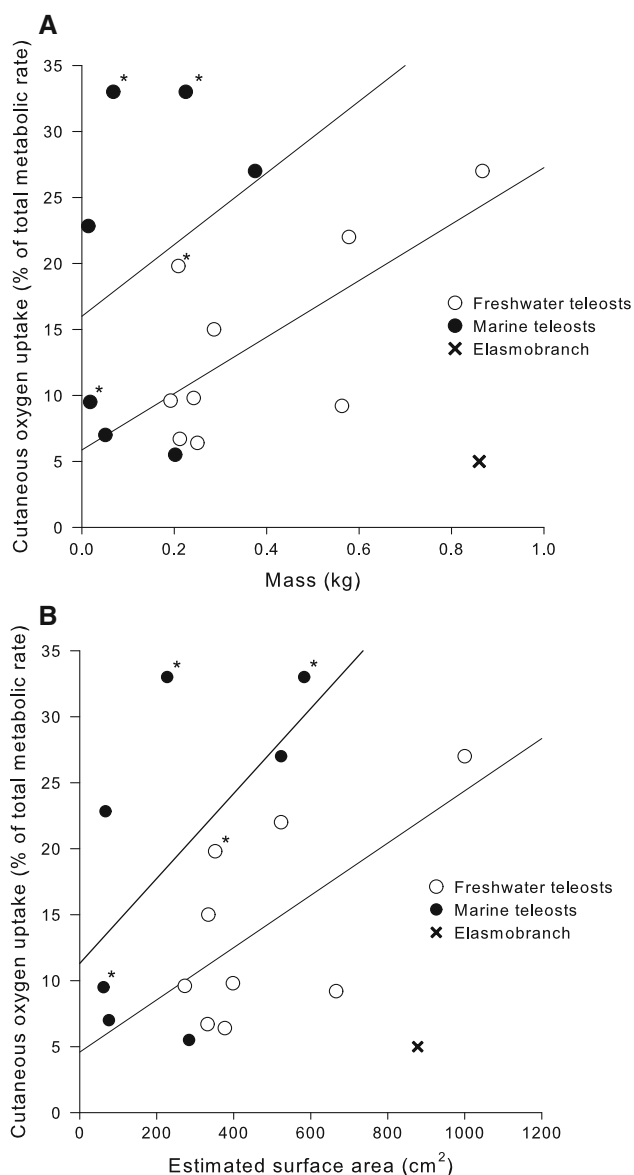 A
Cutaneous oxygen uptake (% of total metabolic rate)
35
30
25
20
15
10
5
0
* *
*
*
Freshwater teleosts
Marine teleosts
Elasmobranch
0.0 0.2 0.4 0.6 0.8 1.0
Mass (kg)
B
Cutaneous oxygen uptake (% of total metabolic rate)
35
30
25
20
15
10
5
0
* *
*
*
Freshwater teleosts
Marine teleosts
Elasmobranch
0 200 400 600 800 1000 1200
Estimated surface area (cm²)